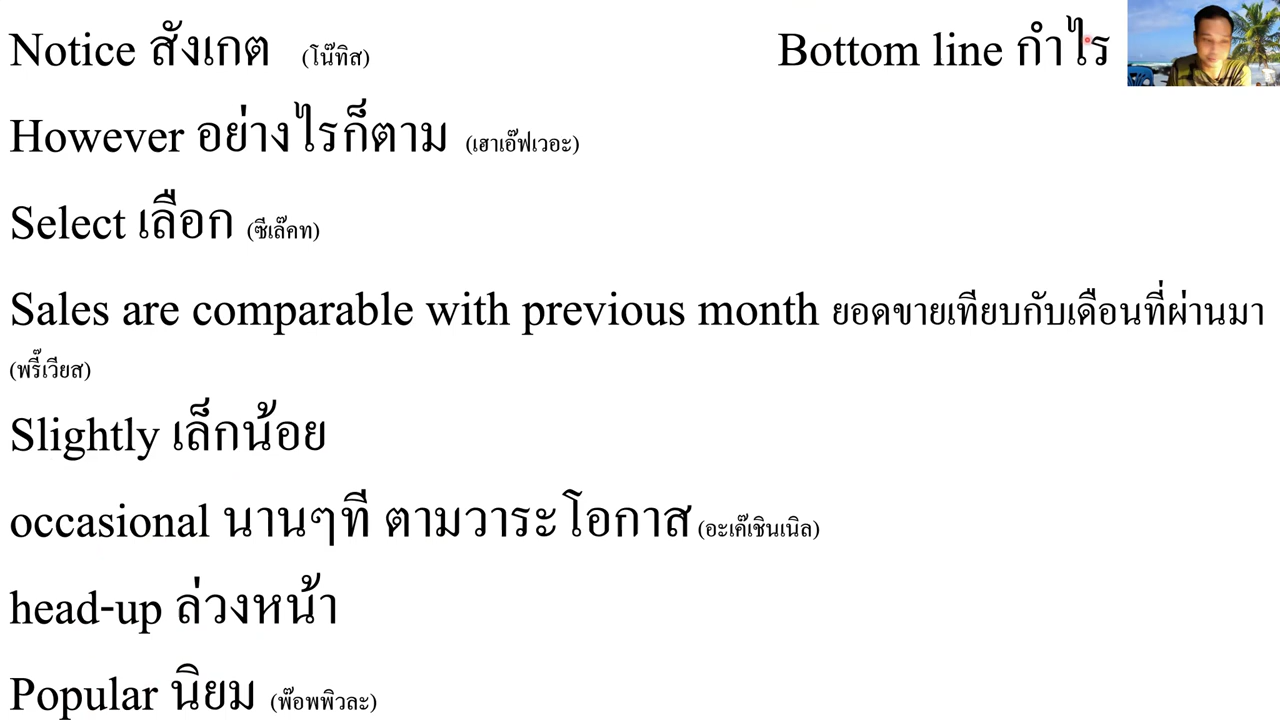 Notice สังเกต (โน๊ทิส)
Bottom line กำไร
However อย่างไรก็ตาม (เฮาเอ๊ฟเวอะ)
Select เลือก (ซีเล๊คท)
Sales are comparable with previous month ยอดขายเทียบกับเดือนที่ผ่านมา
(พรี๊เวียส)
Slightly เล็กน้อย
occasional นานๆที ตามวาระโอกาส (อะเค๊เชินเนิล)
head-up ล่วงหน้า
Popular นิยม (พ๊อพพิวละ)